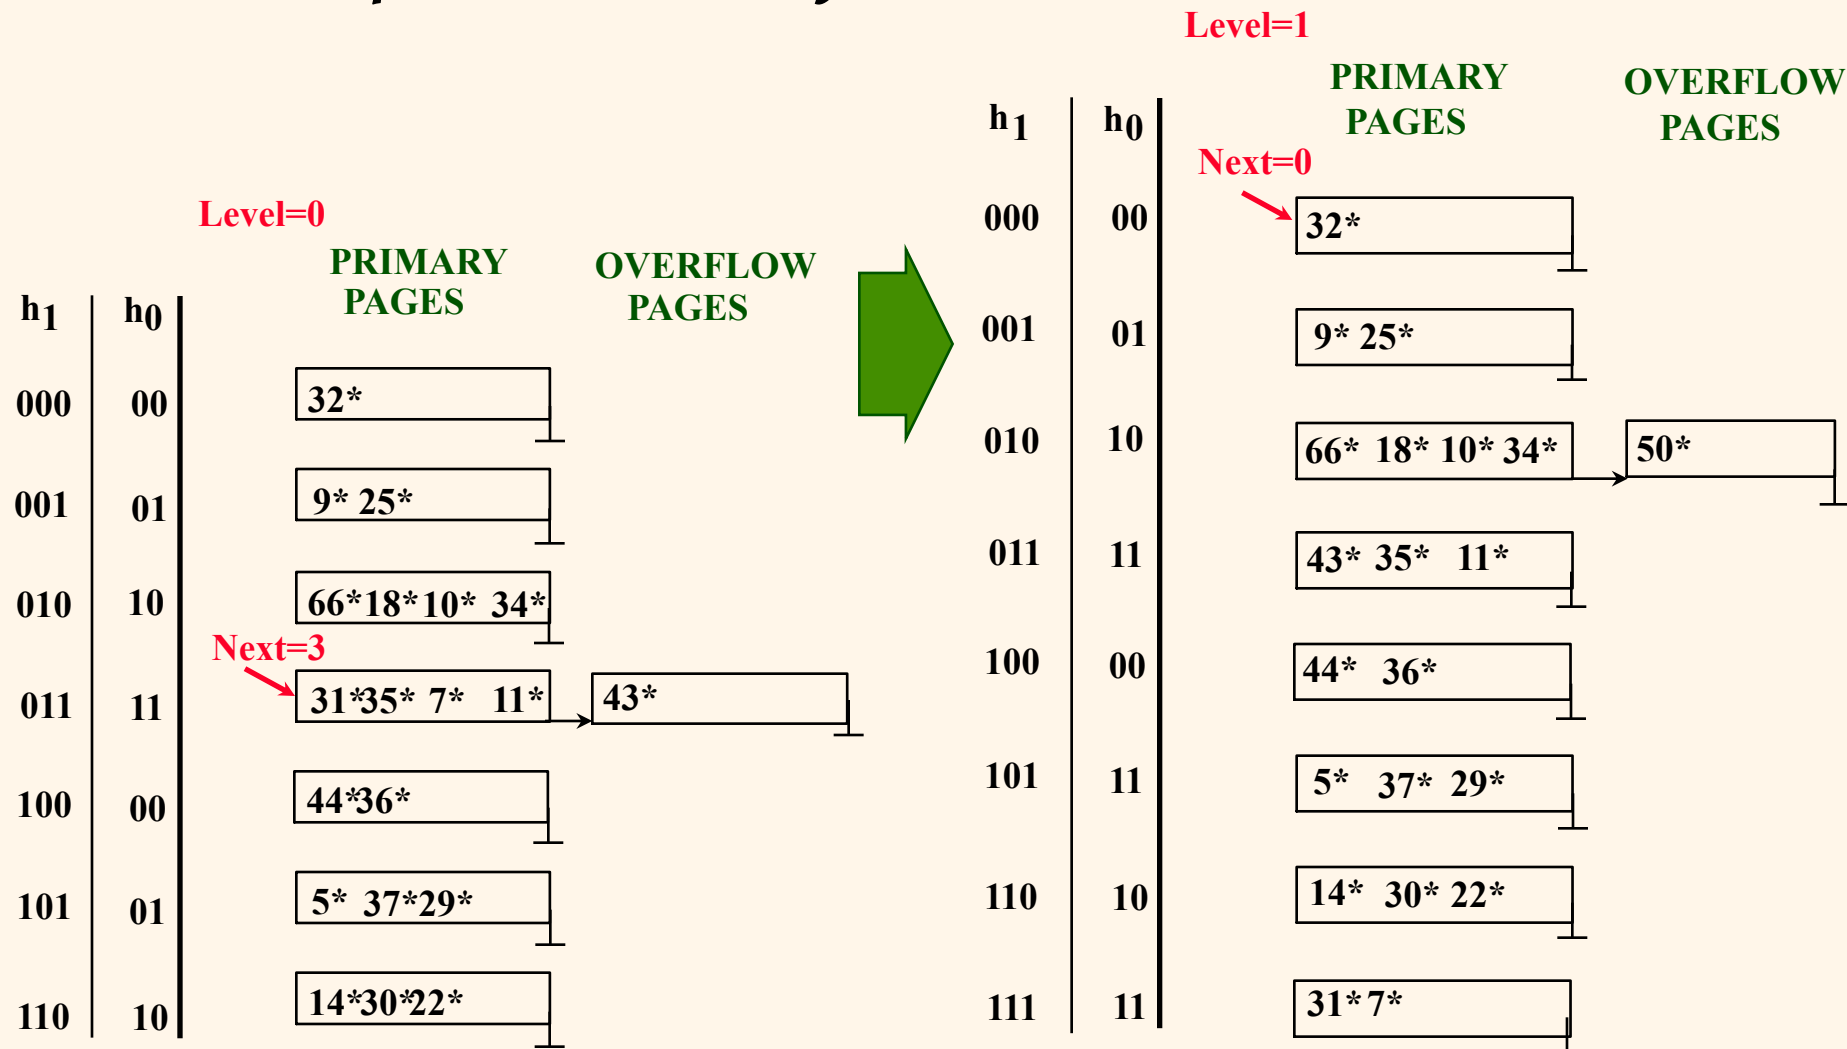 Level=0
PRIMARY OVERFLOW
PAGES PAGES
h1 h0
000 00 32*
001 01 9* 25*
010 10 66* 18* 10* 34*
Next=3
011 11 31* 35* 7* 11* 43*
100 00 44* 36*
101 01 5* 37* 29*
110 10 14* 30* 22*
Level=1
PRIMARY OVERFLOW
PAGES PAGES
h1 h0
Next=0
000 00 32*
001 01 9* 25*
010 10 66* 18* 10* 34* 50*
011 11 43* 35* 11*
100 00 44* 36*
101 11 5* 37* 29*
110 10 14* 30* 22*
111 11 31* 7*